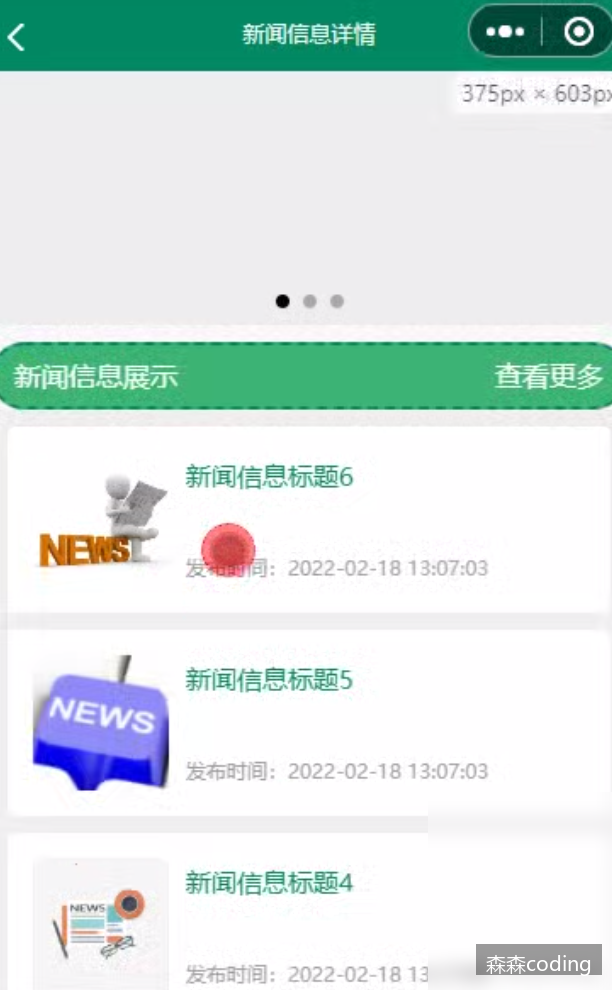 新闻信息详情
375px × 603px
新闻信息展示 查看更多
新闻信息标题6
NEWS
发布时间：2022-02-18 13:07:03
新闻信息标题5
NEWS
发布时间：2022-02-18 13:07:03
新闻信息标题4
NEWS
发布时间：2022-02-18 13
森森coding